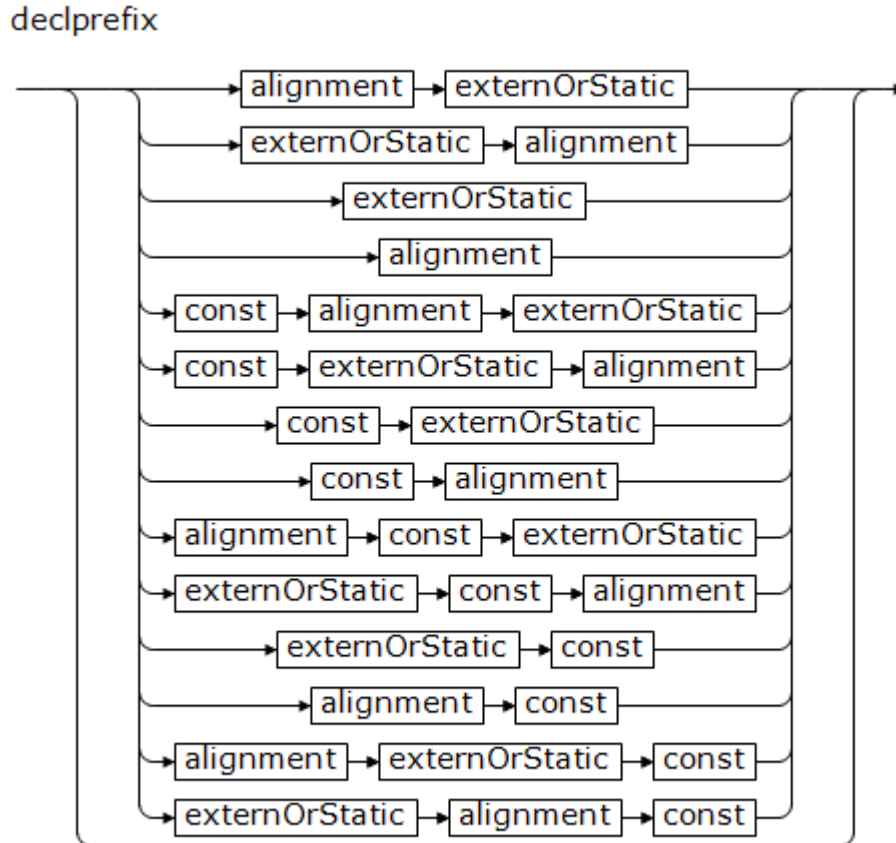 declprefix
alignment externOrStatic
externOrStatic alignment
externOrStatic
alignment
const alignment externOrStatic
const externOrStatic alignment
const externOrStatic
const alignment
alignment const externOrStatic
externOrStatic const alignment
externOrStatic const
alignment const
alignment externOrStatic const
externOrStatic alignment const